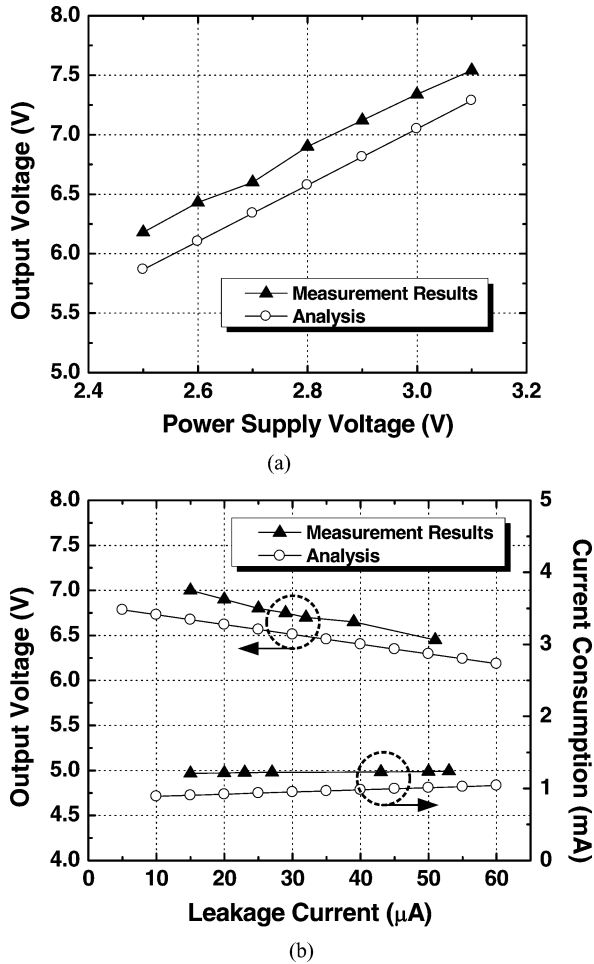 8.0
7.5
7.0
6.5
6.0
5.5
5.0
Output Voltage (V)
Measurement Results
Analysis
2.4 2.6 2.8 3.0 3.2
Power Supply Voltage (V)
(a)
8.0
7.5
7.0
6.5
6.0
5.5
5.0
4.75
4.0
Output Voltage (V)
Measurement Results
Analysis
5
4
3
2
1
0
Current Consumption (mA)
0 10 20 30 40 50 60
Leakage Current (μA)
(b)